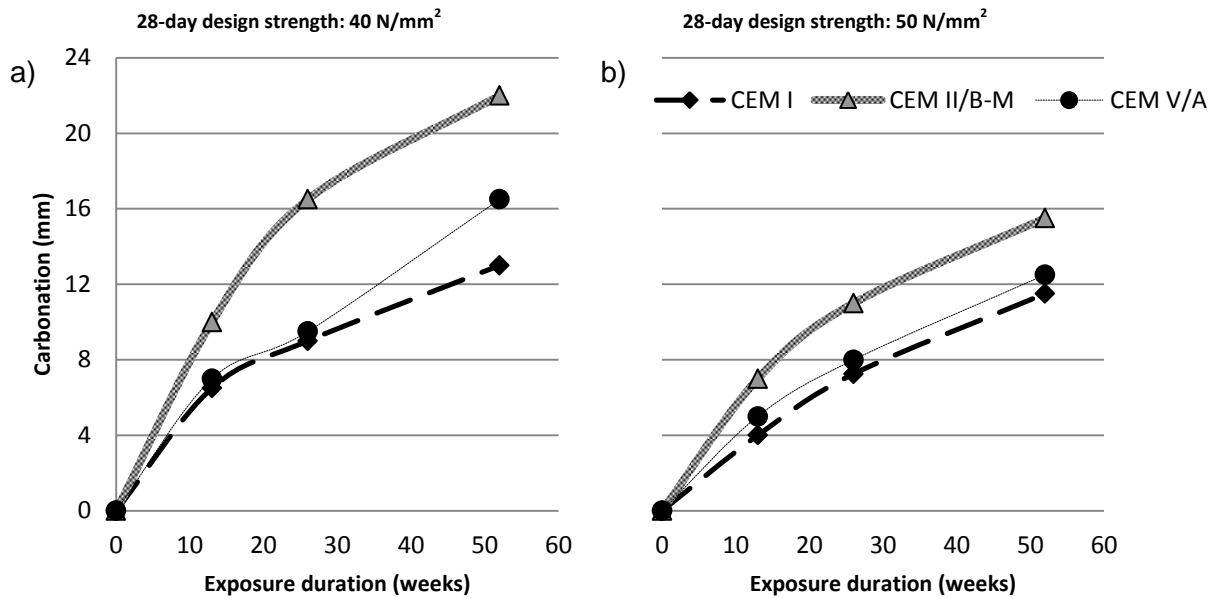 28-day design strength: 40 N/mm²
28-day design strength: 50 N/mm²
a)
b)
CEM I
CEM II/B-M
CEM V/A
Carbonation (mm)
24
20
16
12
8
4
0
0 10 20 30 40 50 60
0 10 20 30 40 50 60
Exposure duration (weeks)
Exposure duration (weeks)